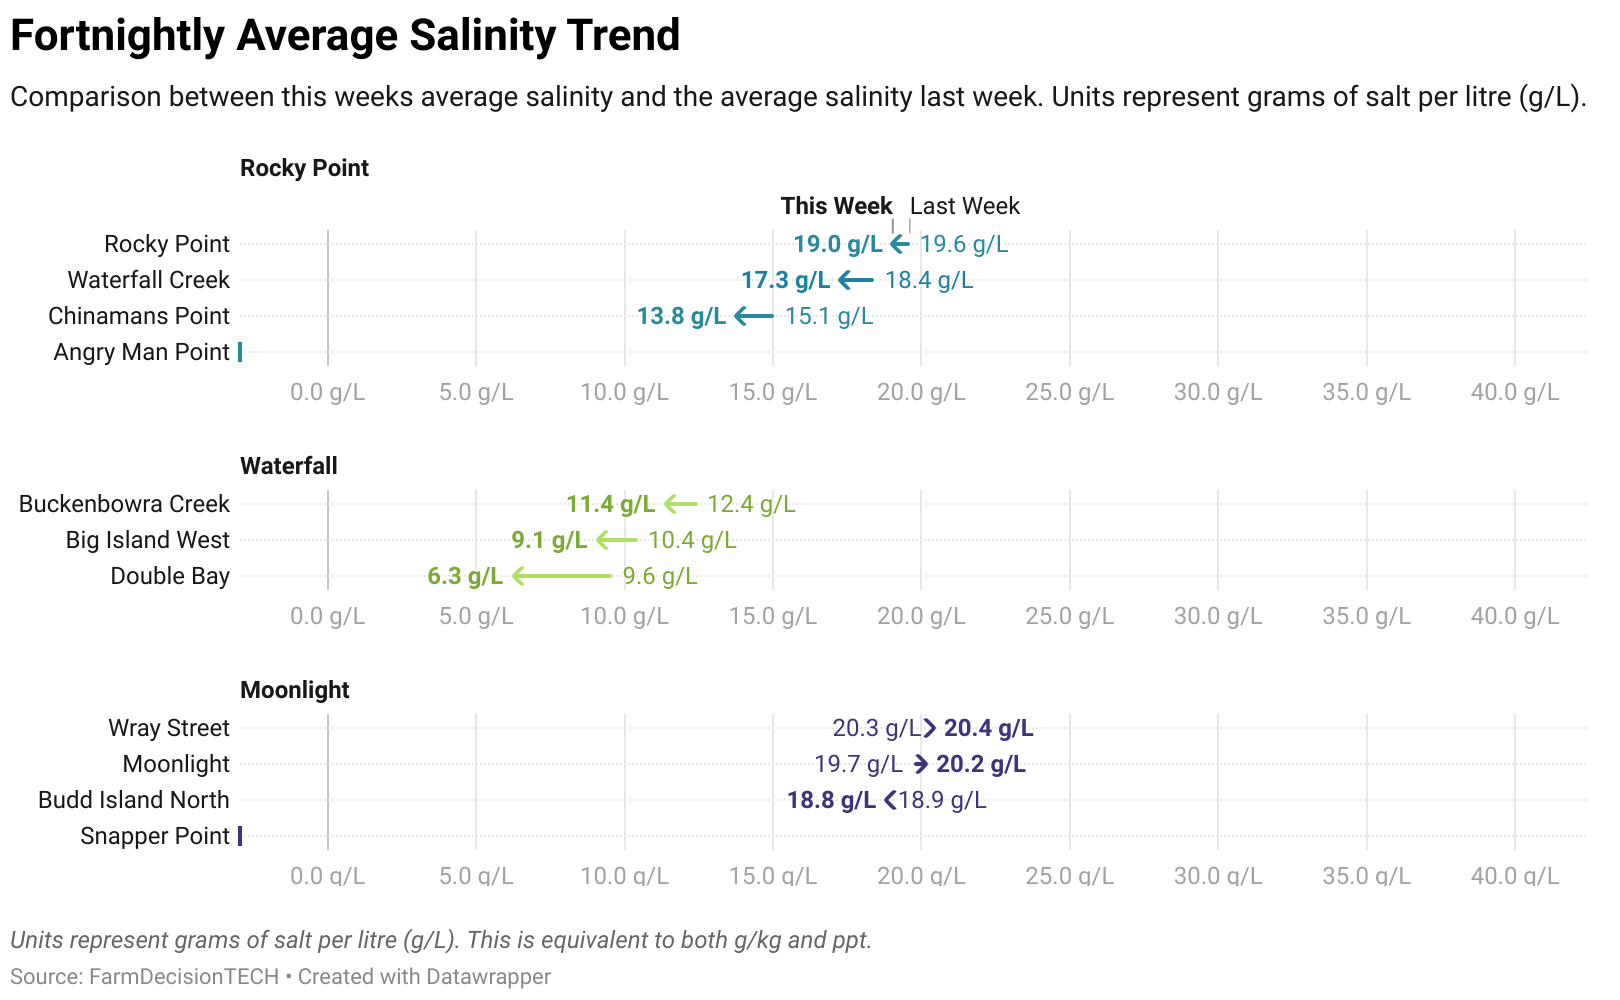 Fortnightly Average Salinity Trend
Comparison between this weeks average salinity and the average salinity last week. Units represent grams of salt per litre (g/L).
Rocky Point
This Week Last Week
Rocky Point 19.0 g/L 19.6 g/L
Waterfall Creek 17.3 g/L 18.4 g/L
Chinamans Point 13.8 g/L 15.1 g/L
Angry Man Point
0.0 g/L 5.0 g/L 10.0 g/L 15.0 g/L 20.0 g/L 25.0 g/L 30.0 g/L 35.0 g/L 40.0 g/L
Waterfall
Buckenbowra Creek 11.4 g/L 12.4 g/L
Big Island West 9.1 g/L 10.4 g/L
Double Bay 6.3 g/L 9.6 g/L
0.0 g/L 5.0 g/L 10.0 g/L 15.0 g/L 20.0 g/L 25.0 g/L 30.0 g/L 35.0 g/L 40.0 g/L
Moonlight
Wray Street 20.3 g/L 20.4 g/L
Moonlight 19.7 g/L 20.2 g/L
Budd Island North 18.8 g/L 18.9 g/L
Snapper Point
0.0 g/L 5.0 g/L 10.0 g/L 15.0 g/L 20.0 g/L 25.0 g/L 30.0 g/L 35.0 g/L 40.0 g/L
Units represent grams of salt per litre (g/L). This is equivalent to both g/kg and ppt.
Source: FarmDecisionTECH • Created with Datawrapper